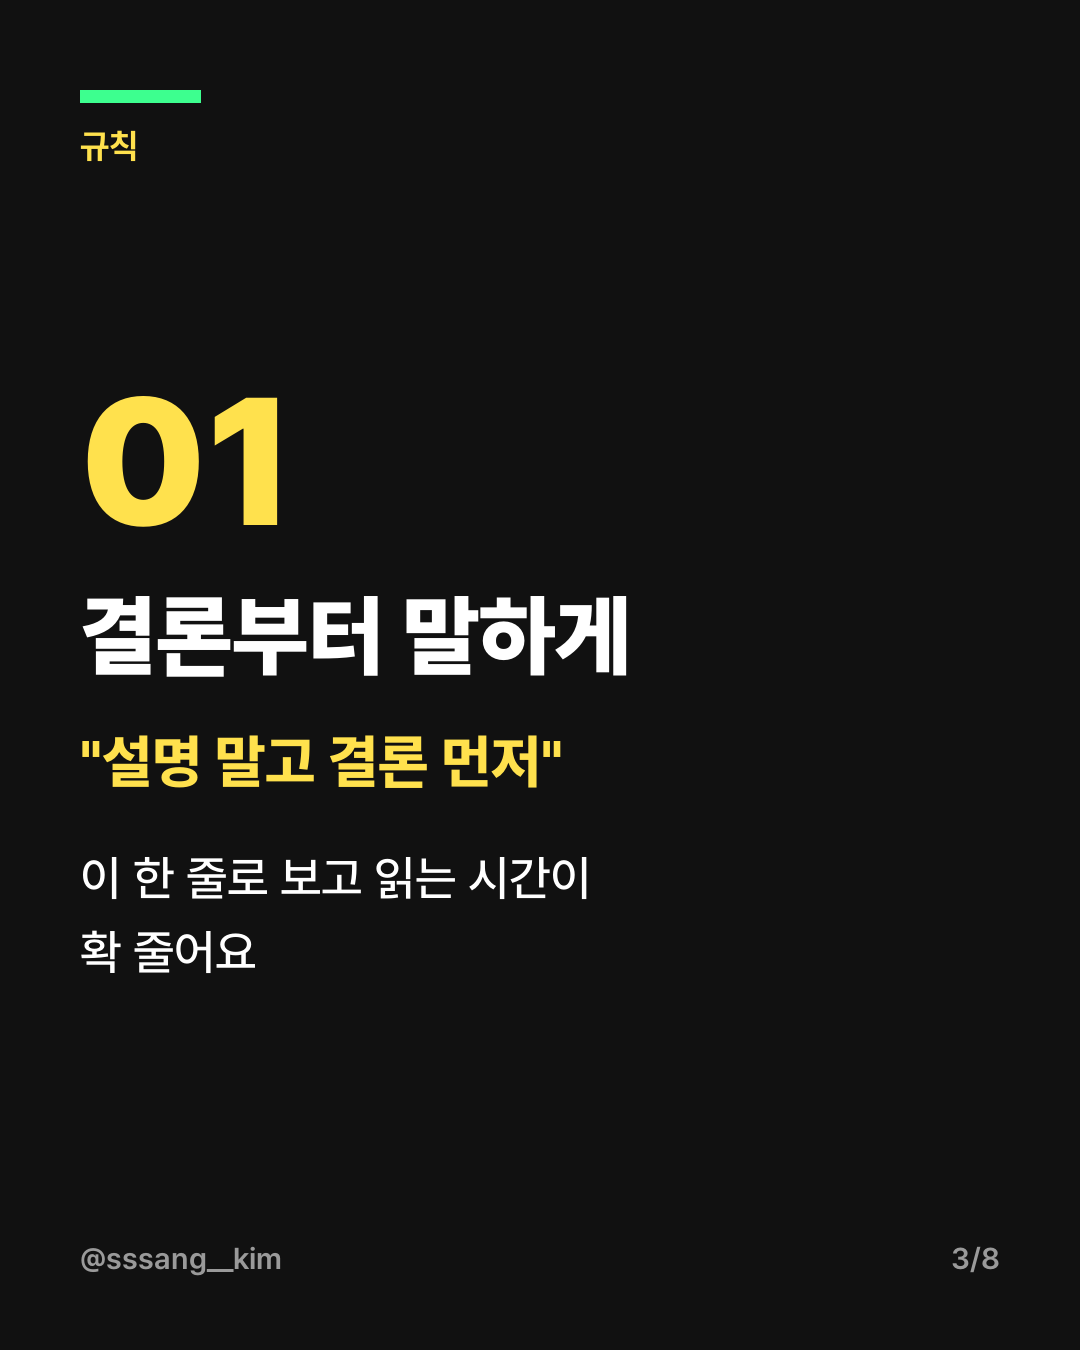 규칙
01
결론부터 말하게
"설명 말고 결론 먼저"
이 한 줄로 보고 읽는 시간이
확 줄어요
@sssang__kim
3/8